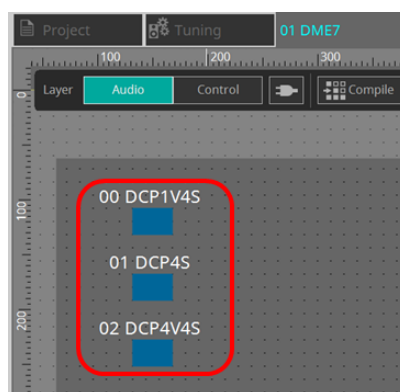 Project Tuning 01 DME7
100 200 300
0 Layer Audio Control Compile
100
00 DCP1V4S
01 DCP4S
200
02 DCP4V4S